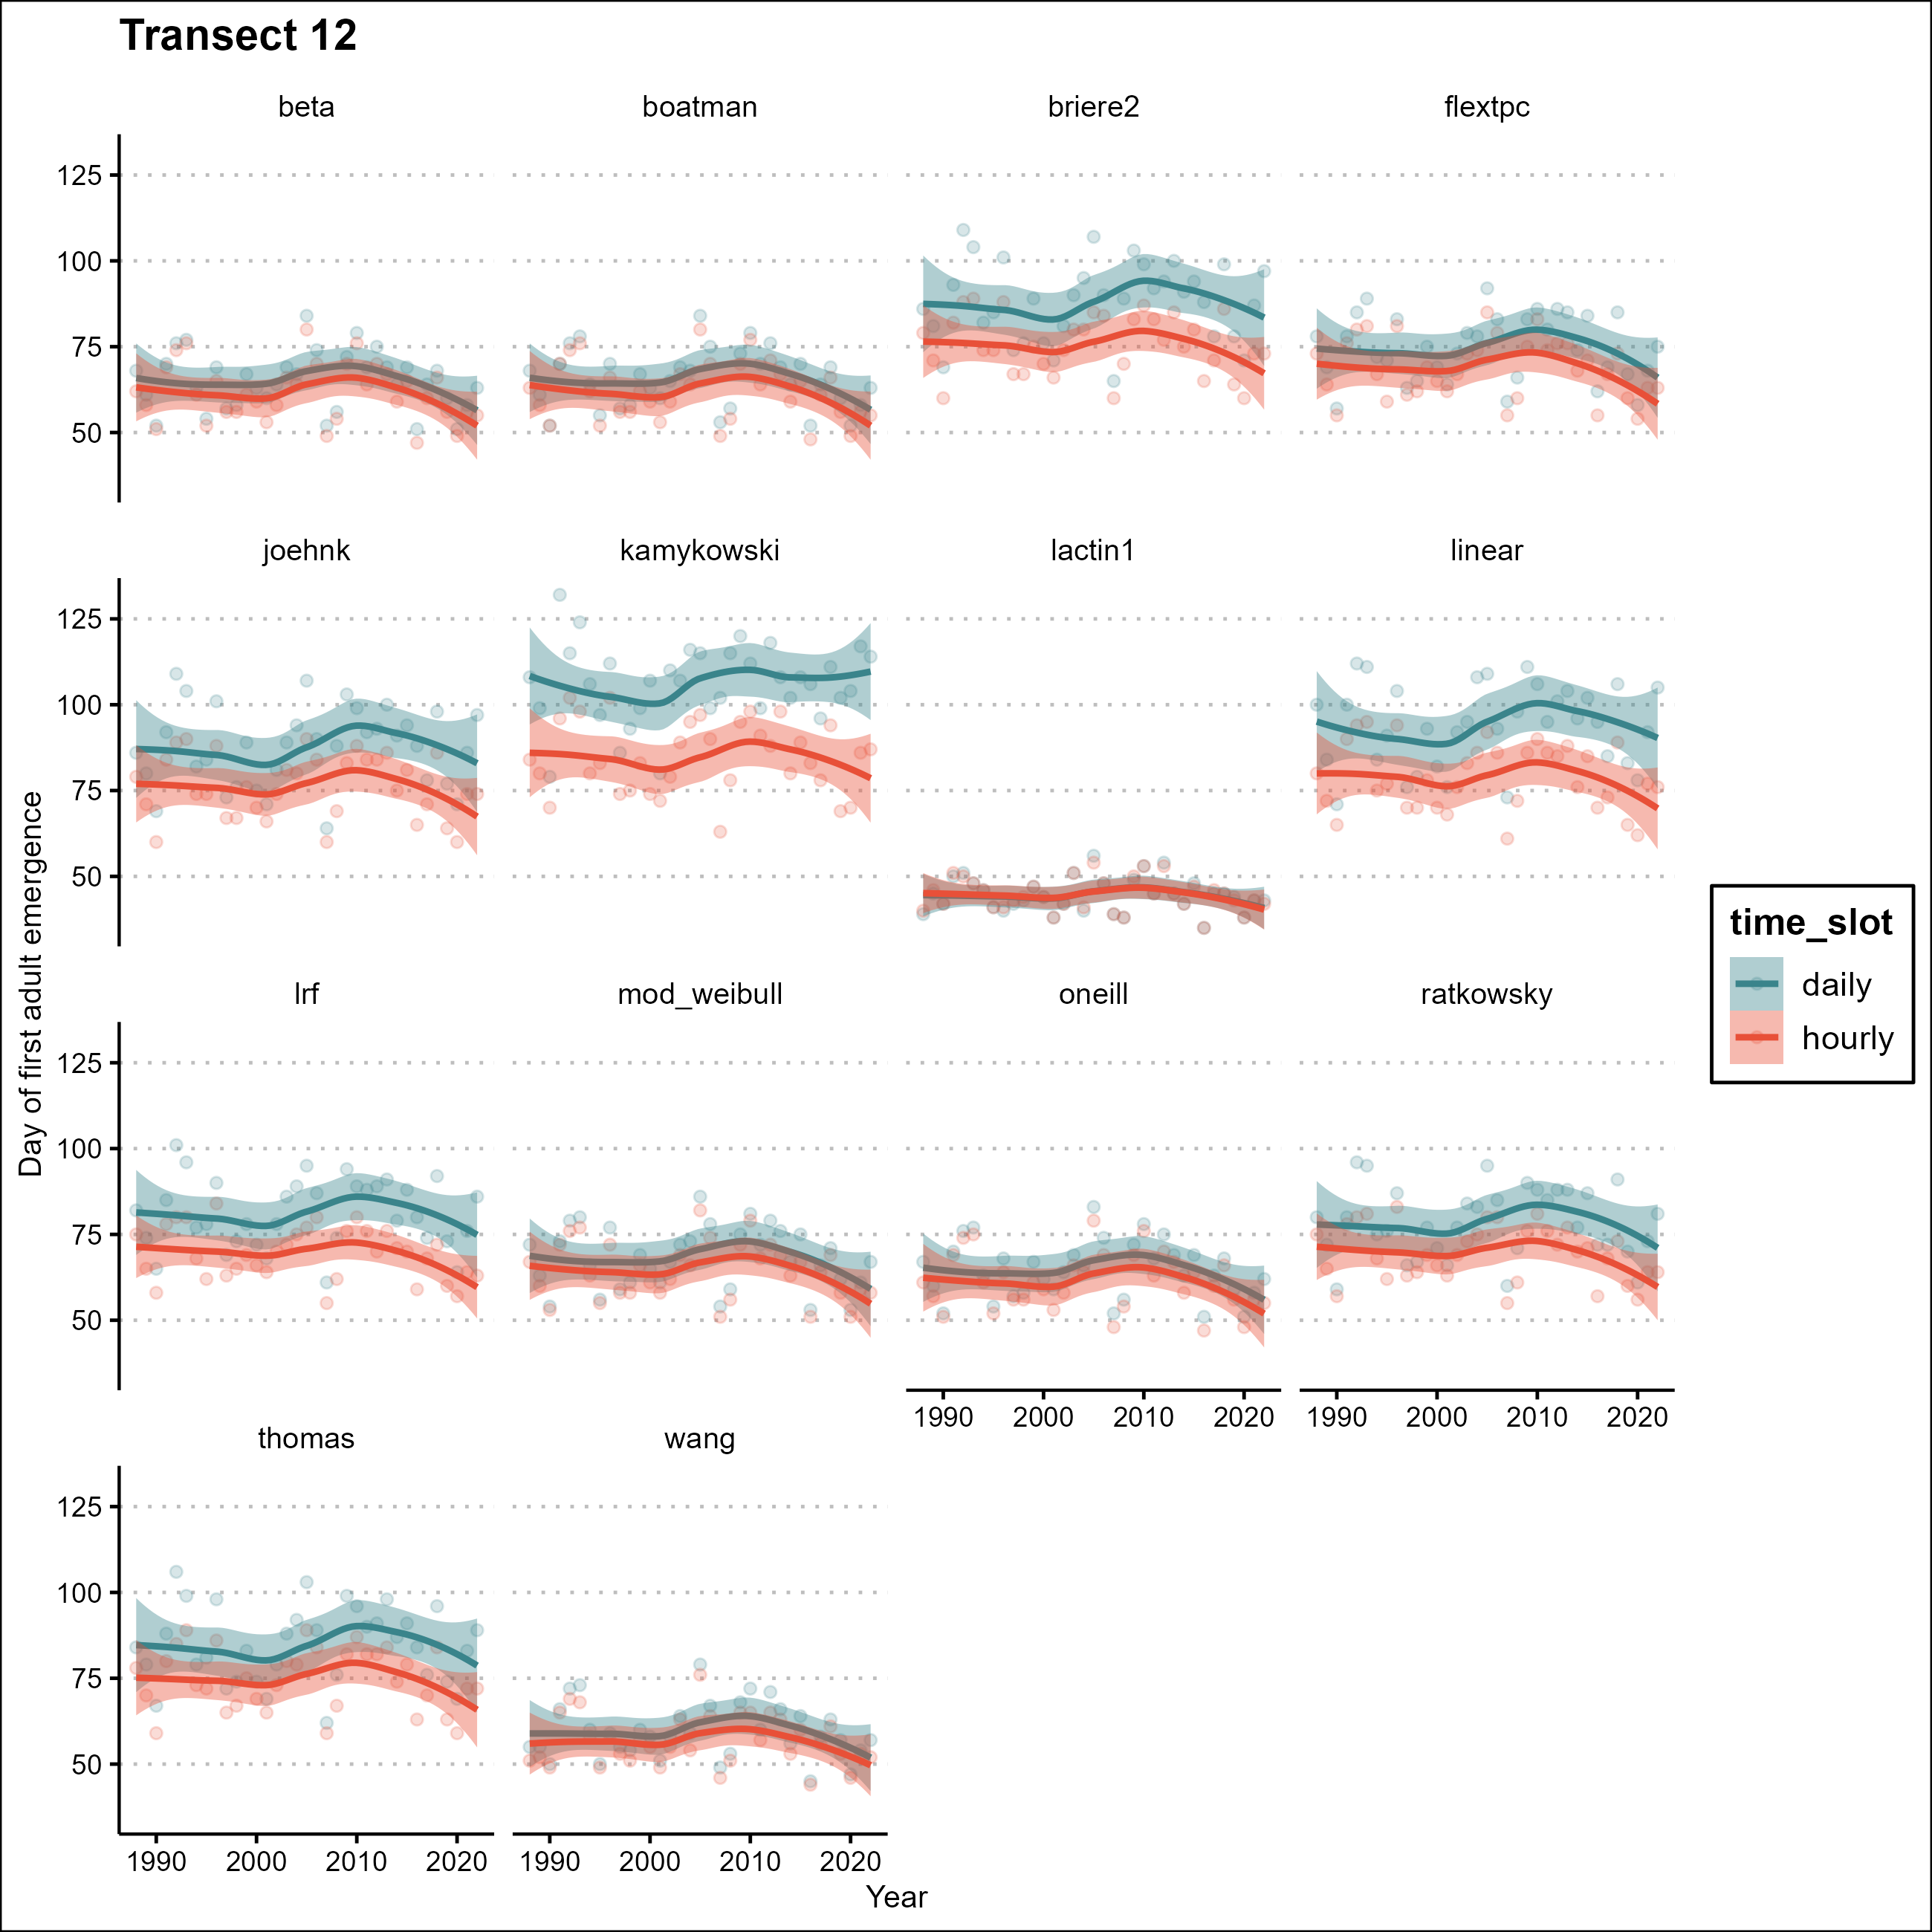 Transect 12
beta boatman briere2 flextpc
125
100
75
50
joehnk kamykowski lactin1 linear
125
100
75
50
Day of first adult emergence
time_slot
daily
hourly
lrf mod_weibull oneill ratkowsky
125
100
75
50
1990 2000 2010 2020 1990 2000 2010 2020
thomas wang
125
100
75
50
1990 2000 2010 2020 1990 2000 2010 2020
Year